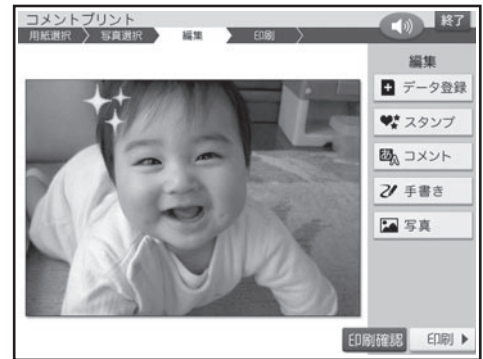 コメントプリント
終了
用紙選択 写真選択 編集 印刷
編集
データ登録
スタンプ
あA コメント
手書き
写真
印刷確認 印刷